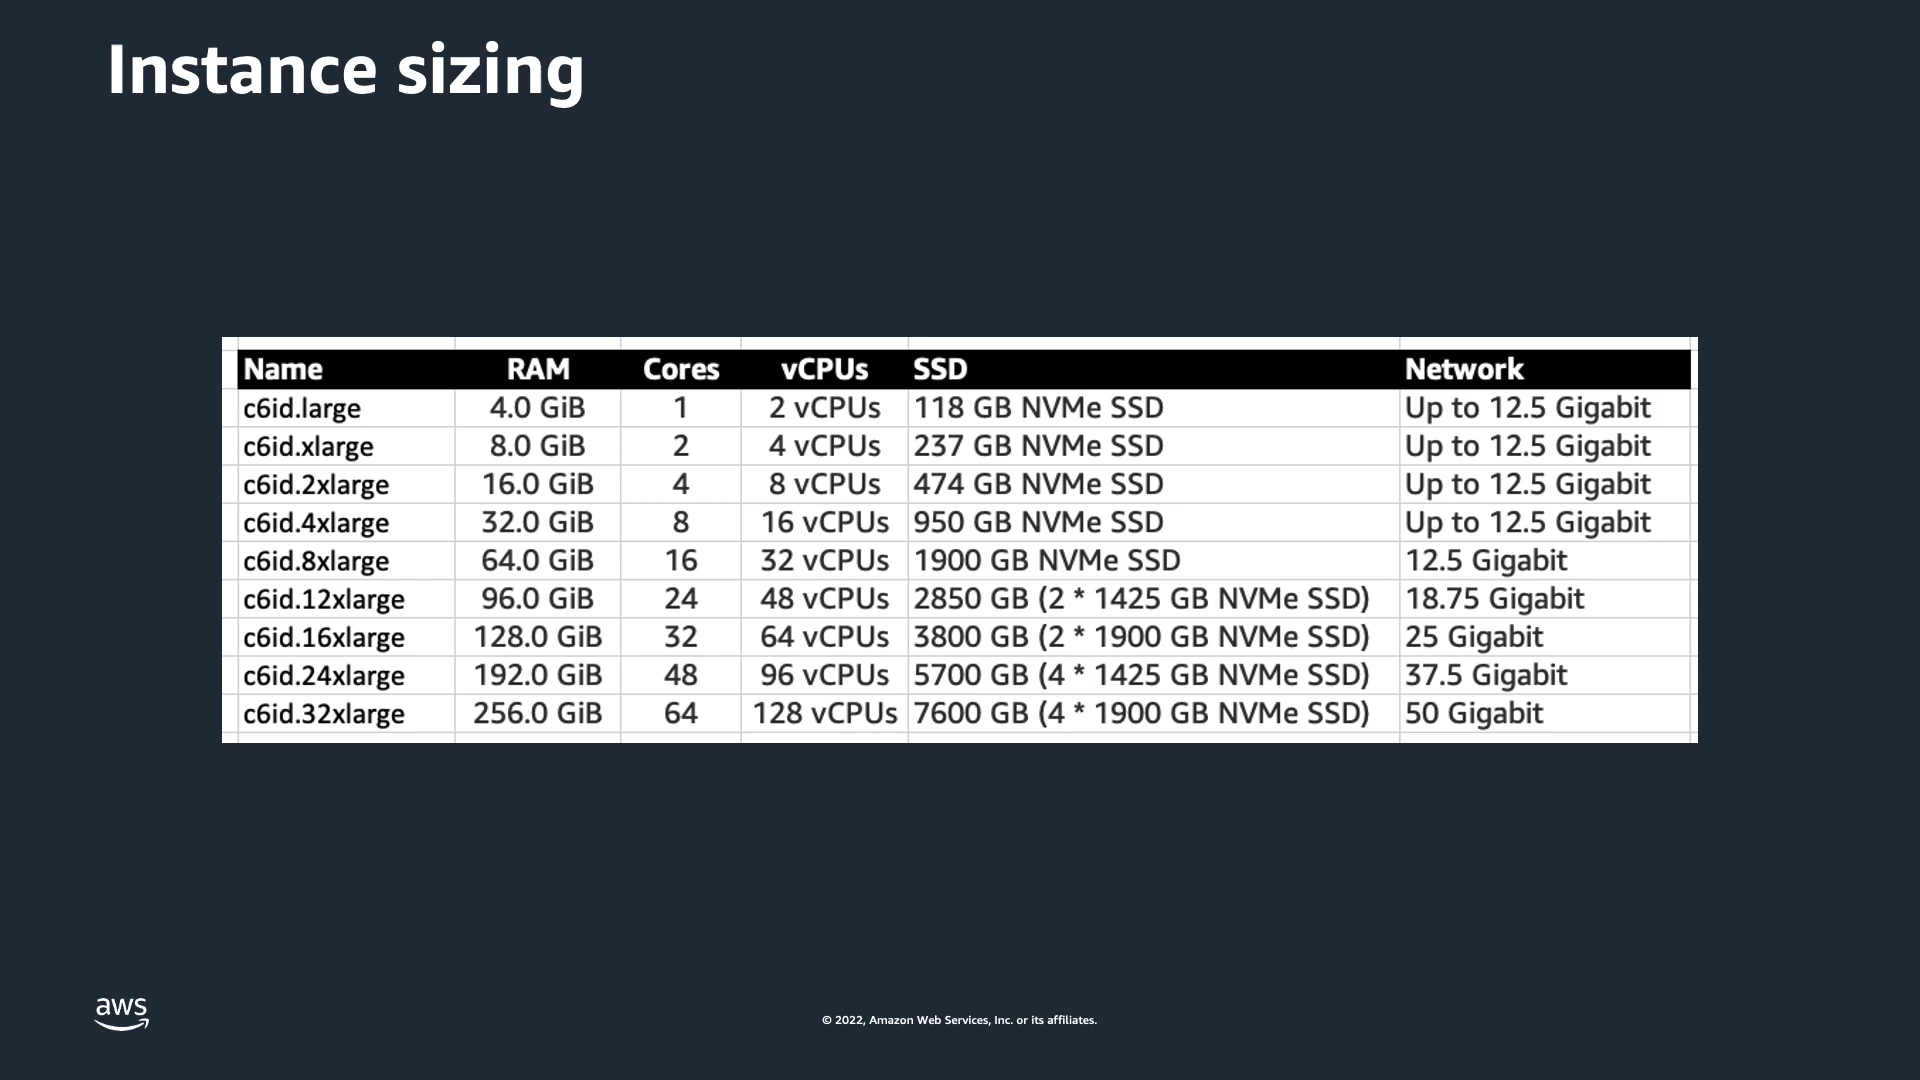 Instance sizing
Name RAM Cores vCPUs SSD Network
c6id.large 4.0 GiB 1 2 vCPUs 118 GB NVMe SSD Up to 12.5 Gigabit
c6id.xlarge 8.0 GiB 2 4 vCPUs 237 GB NVMe SSD Up to 12.5 Gigabit
c6id.2xlarge 16.0 GiB 4 8 vCPUs 474 GB NVMe SSD Up to 12.5 Gigabit
c6id.4xlarge 32.0 GiB 8 16 vCPUs 950 GB NVMe SSD Up to 12.5 Gigabit
c6id.8xlarge 64.0 GiB 16 32 vCPUs 1900 GB NVMe SSD 12.5 Gigabit
c6id.12xlarge 96.0 GiB 24 48 vCPUs 2850 GB (2 * 1425 GB NVMe SSD) 18.75 Gigabit
c6id.16xlarge 128.0 GiB 32 64 vCPUs 3800 GB (2 * 1900 GB NVMe SSD) 25 Gigabit
c6id.24xlarge 192.0 GiB 48 96 vCPUs 5700 GB (4 * 1425 GB NVMe SSD) 37.5 Gigabit
c6id.32xlarge 256.0 GiB 64 128 vCPUs 7600 GB (4 * 1900 GB NVMe SSD) 50 Gigabit
aws
© 2022, Amazon Web Services, Inc. or its affiliates.